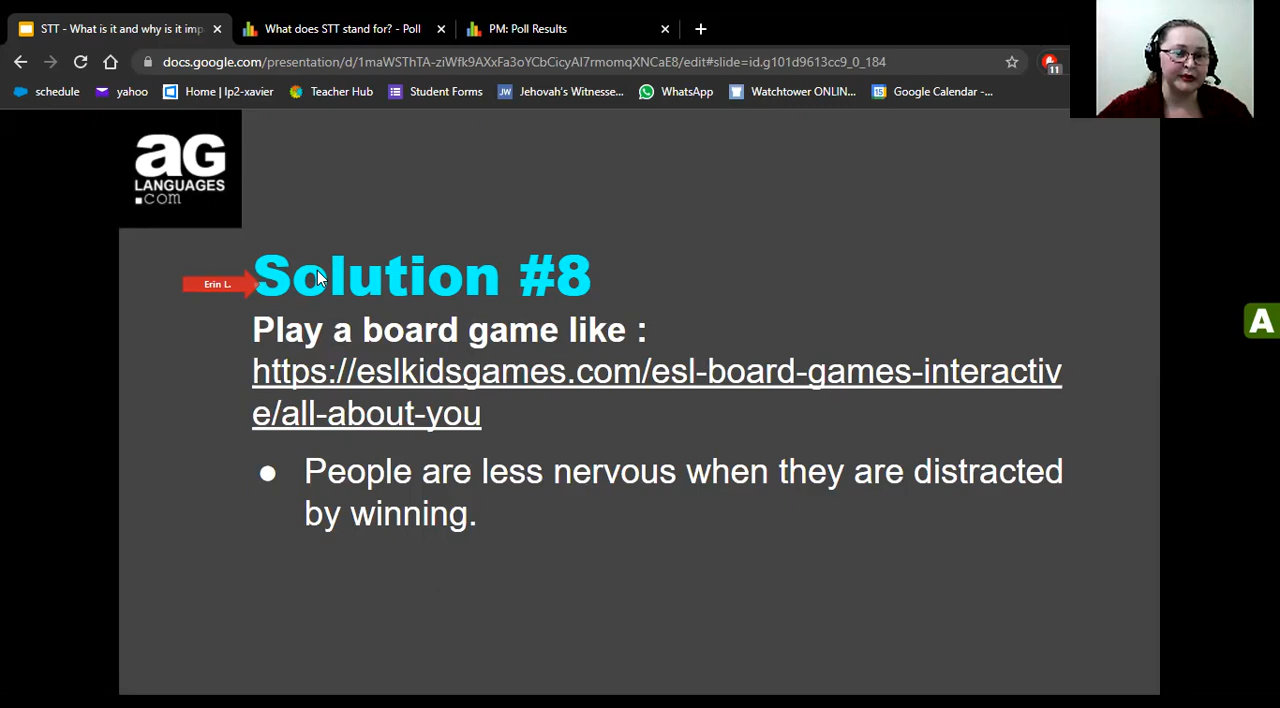 STT - What is it and why is it imp
What does STT stand for? - Poll
PM: Poll Results
docs.google.com/presentation/d/1maWSThTA-ziWfKSAXxFa3oYCbCicyAl7rmomqXNCaE8/edit#slide=id.g101d9613cc9_0_184
11
schedule
yahoo
Home | lp2-xavier
Teacher Hub
Student Forms
JW
Jehovah's Witnesse...
WhatsApp
Watchtower ONLIN...
Google Calendar -...
aG
LANGUAGES
.com
Erin L.
Solution #8
Play a board game like :
https://eslkidsgames.com/esl-board-games-interactiv
e/all-about-you
● People are less nervous when they are distracted
by winning.
A